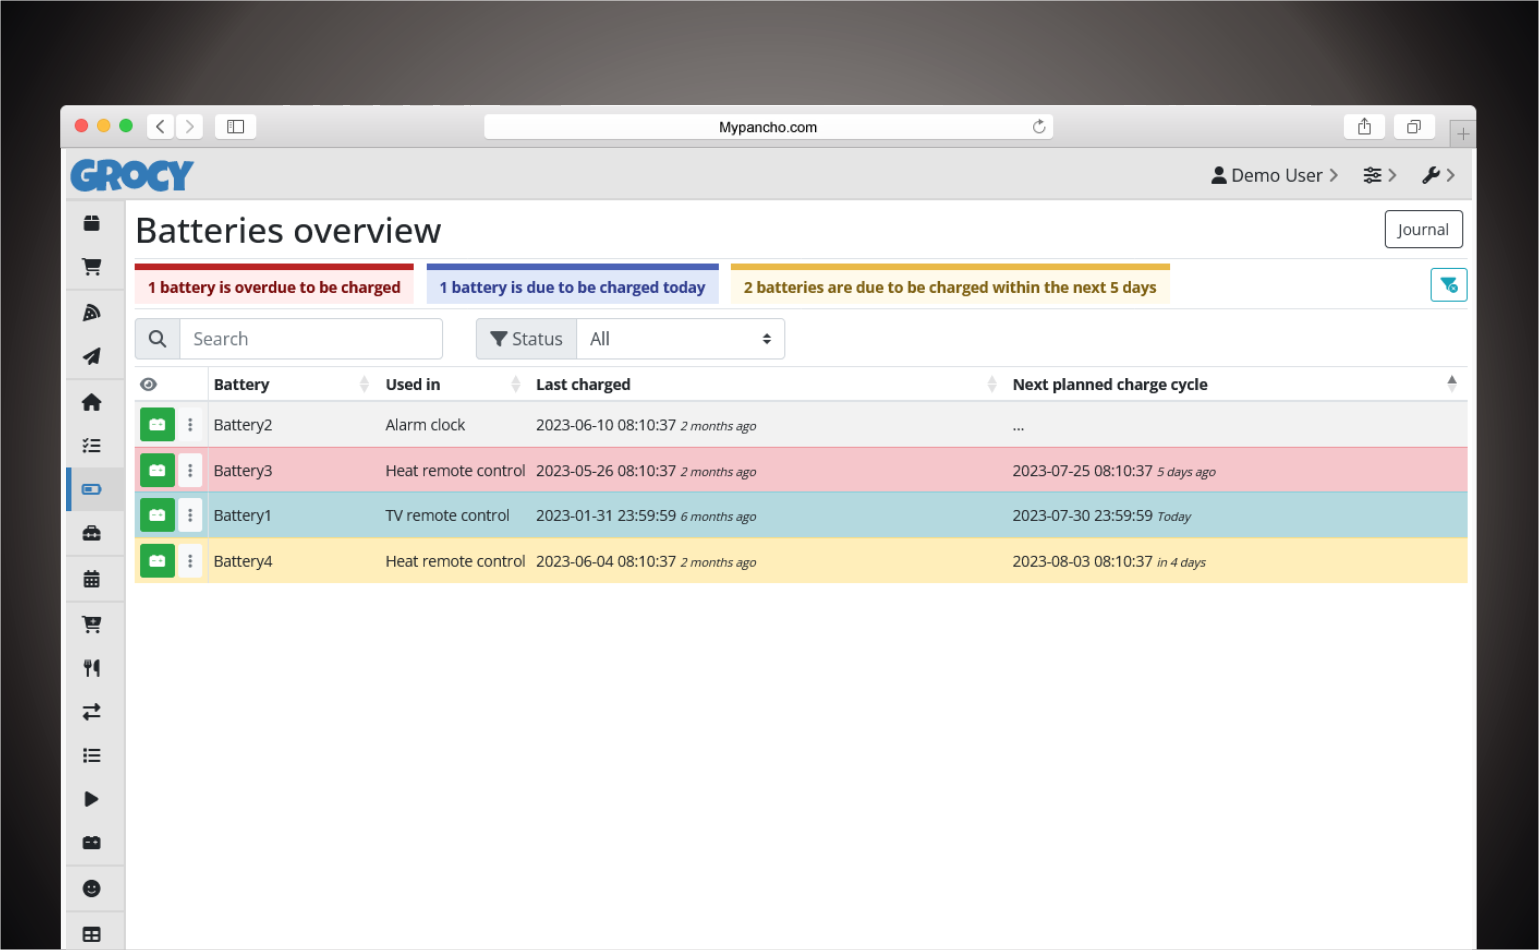 Mypancho.com
GROCY
Demo User
Batteries overview
Journal
1 battery is overdue to be charged
1 battery is due to be charged today
2 batteries are due to be charged within the next 5 days
Search
Status
All
Battery Used in Last charged Next planned charge cycle
Battery2 Alarm clock 2023-06-10 08:10:37 2 months ago ...
Battery3 Heat remote control 2023-05-26 08:10:37 2 months ago 2023-07-25 08:10:37 5 days ago
Battery1 TV remote control 2023-01-31 23:59:59 6 months ago 2023-07-30 23:59:59 Today
Battery4 Heat remote control 2023-06-04 08:10:37 2 months ago 2023-08-03 08:10:37 in 4 days